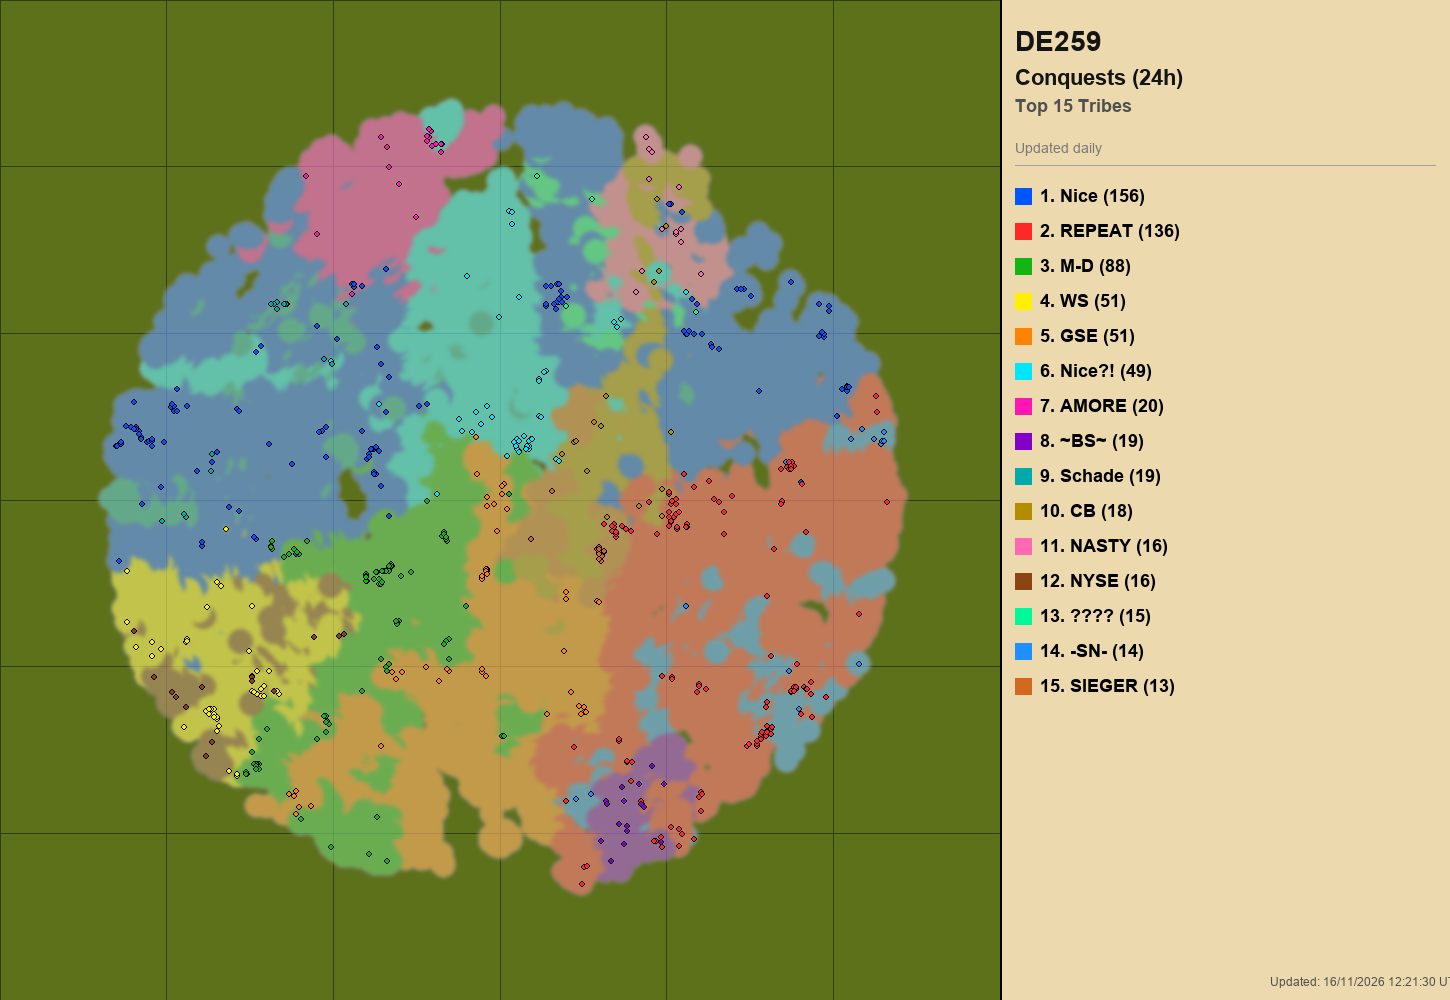 DE259
Conquests (24h)
Top 15 Tribes
Updated daily
1. Nice (156)
2. REPEAT (136)
3. M-D (88)
4. WS (51)
5. GSE (51)
6. Nice?! (49)
7. AMORE (20)
8. ~BS~ (19)
9. Schade (19)
10. CB (18)
11. NASTY (16)
12. NYSE (16)
13. ???? (15)
14. -SN- (14)
15. SIEGER (13)
Updated: 16/11/2026 12:21:30 U